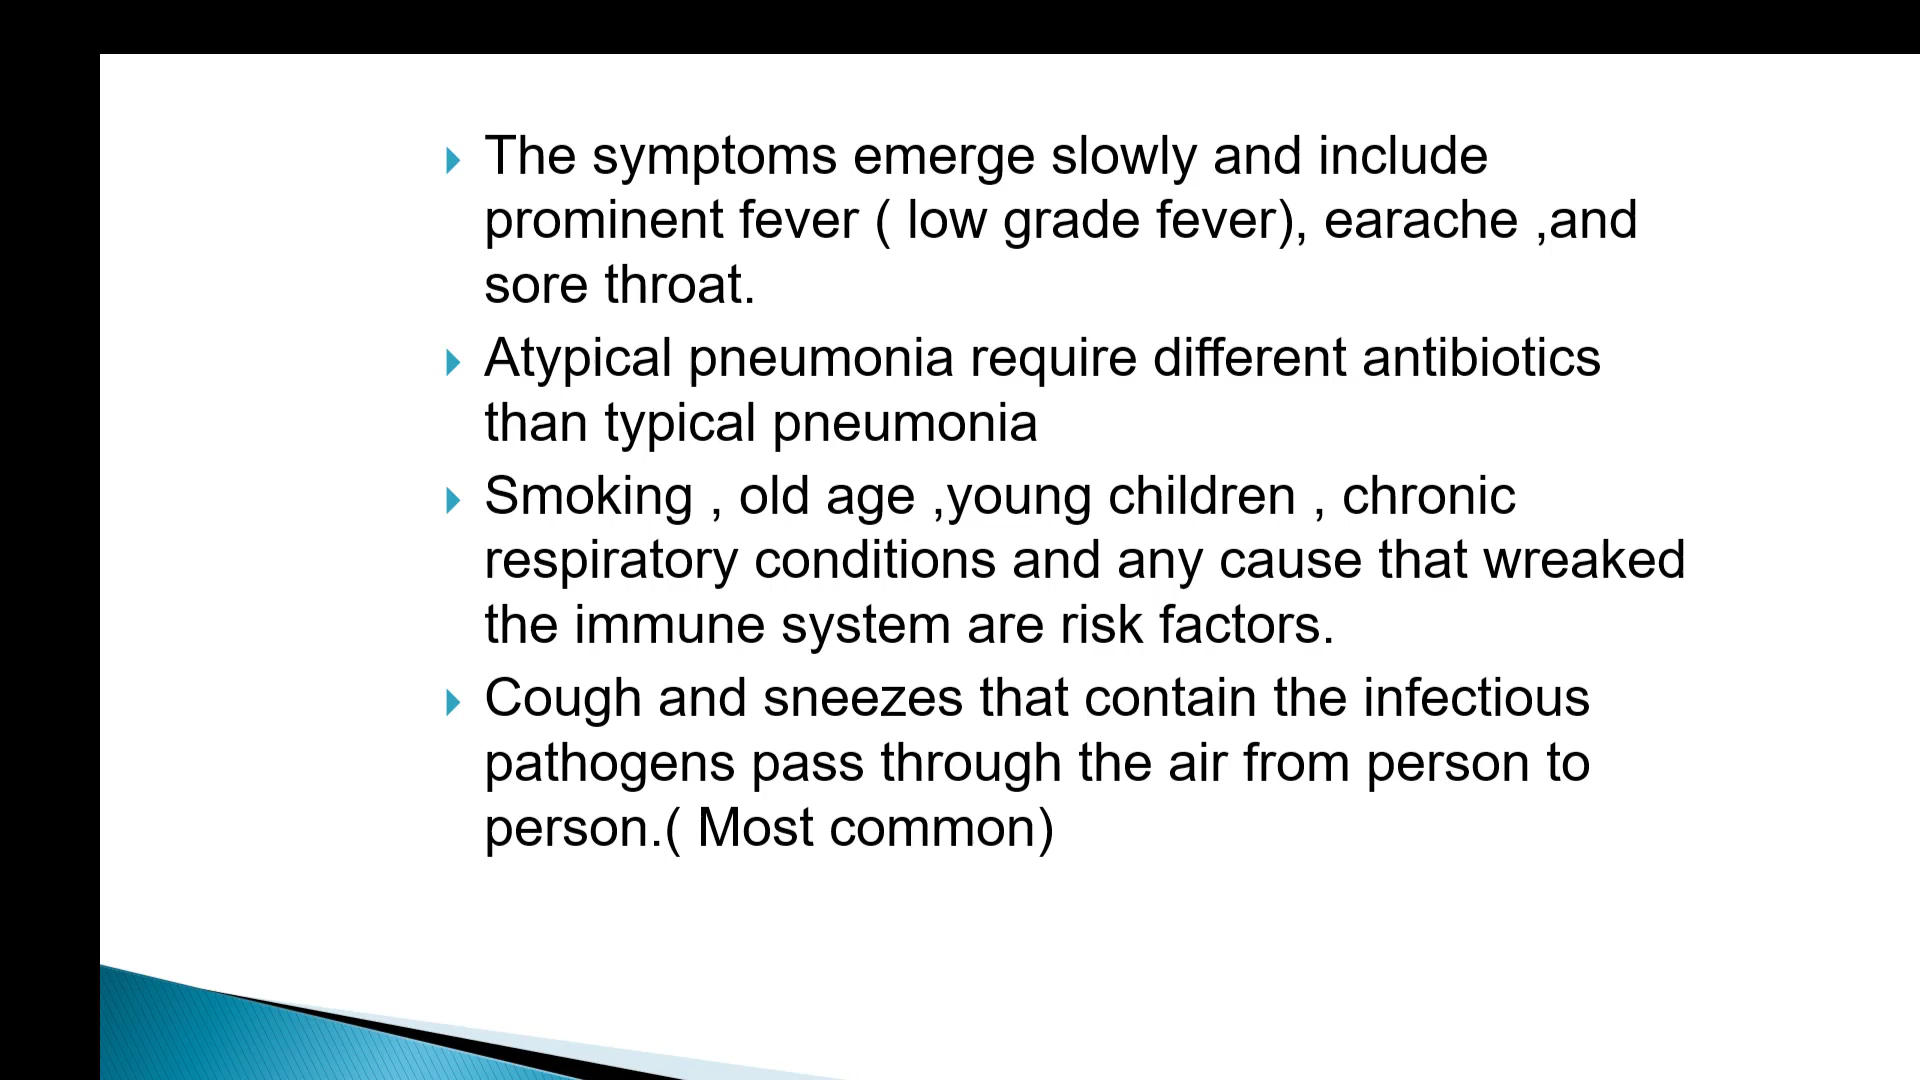 The symptoms emerge slowly and include
prominent fever ( low grade fever), earache ,and
sore throat.
Atypical pneumonia require different antibiotics
than typical pneumonia
Smoking , old age ,young children , chronic
respiratory conditions and any cause that wreaked
the immune system are risk factors.
Cough and sneezes that contain the infectious
pathogens pass through the air from person to
person.( Most common)